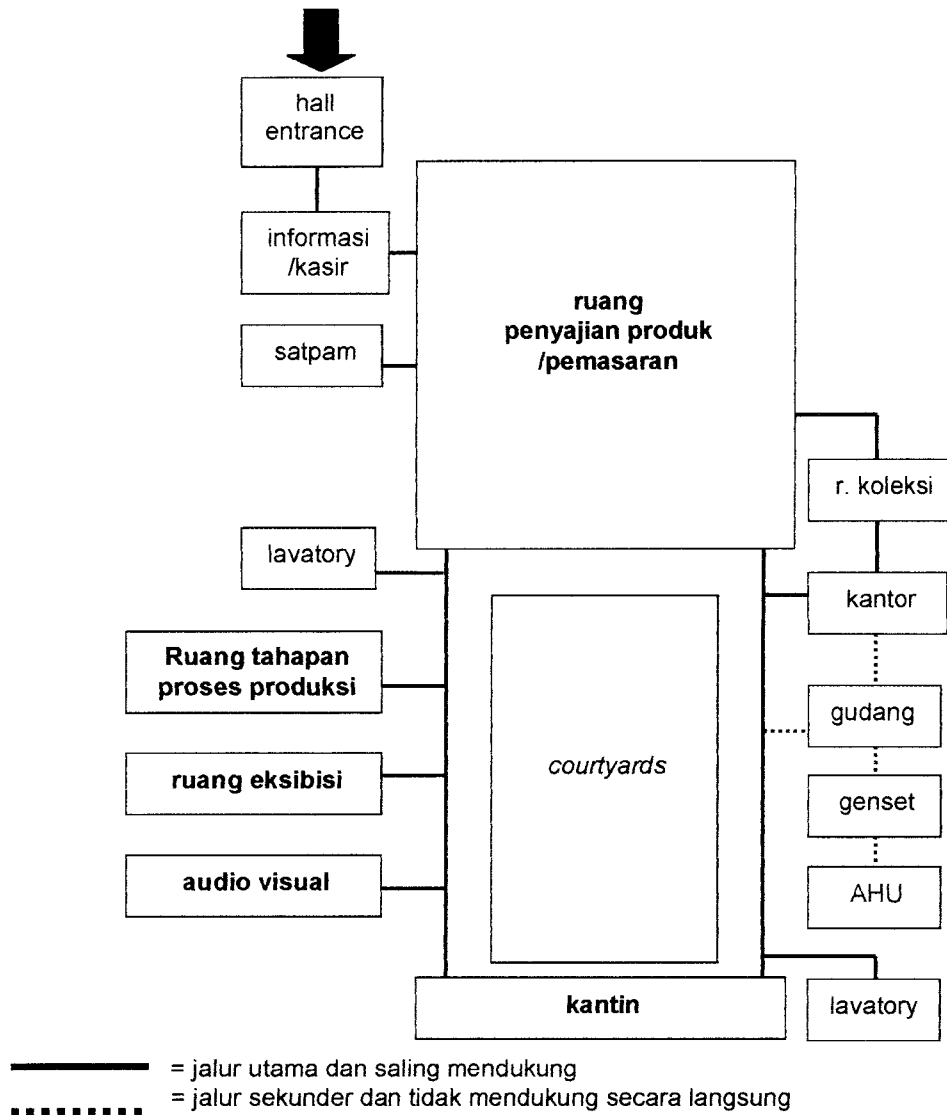 hall
entrance
informasi
/kasir
satpam
ruang
penyajian produk
/pemasaran
r. koleksi
lavatory
kantor
Ruang tahapan
proses produksi
gudang
ruang eksibisi
courtyards
genset
audio visual
AHU
kantin
lavatory
= jalur utama dan saling mendukung
= jalur sekunder dan tidak mendukung secara langsung